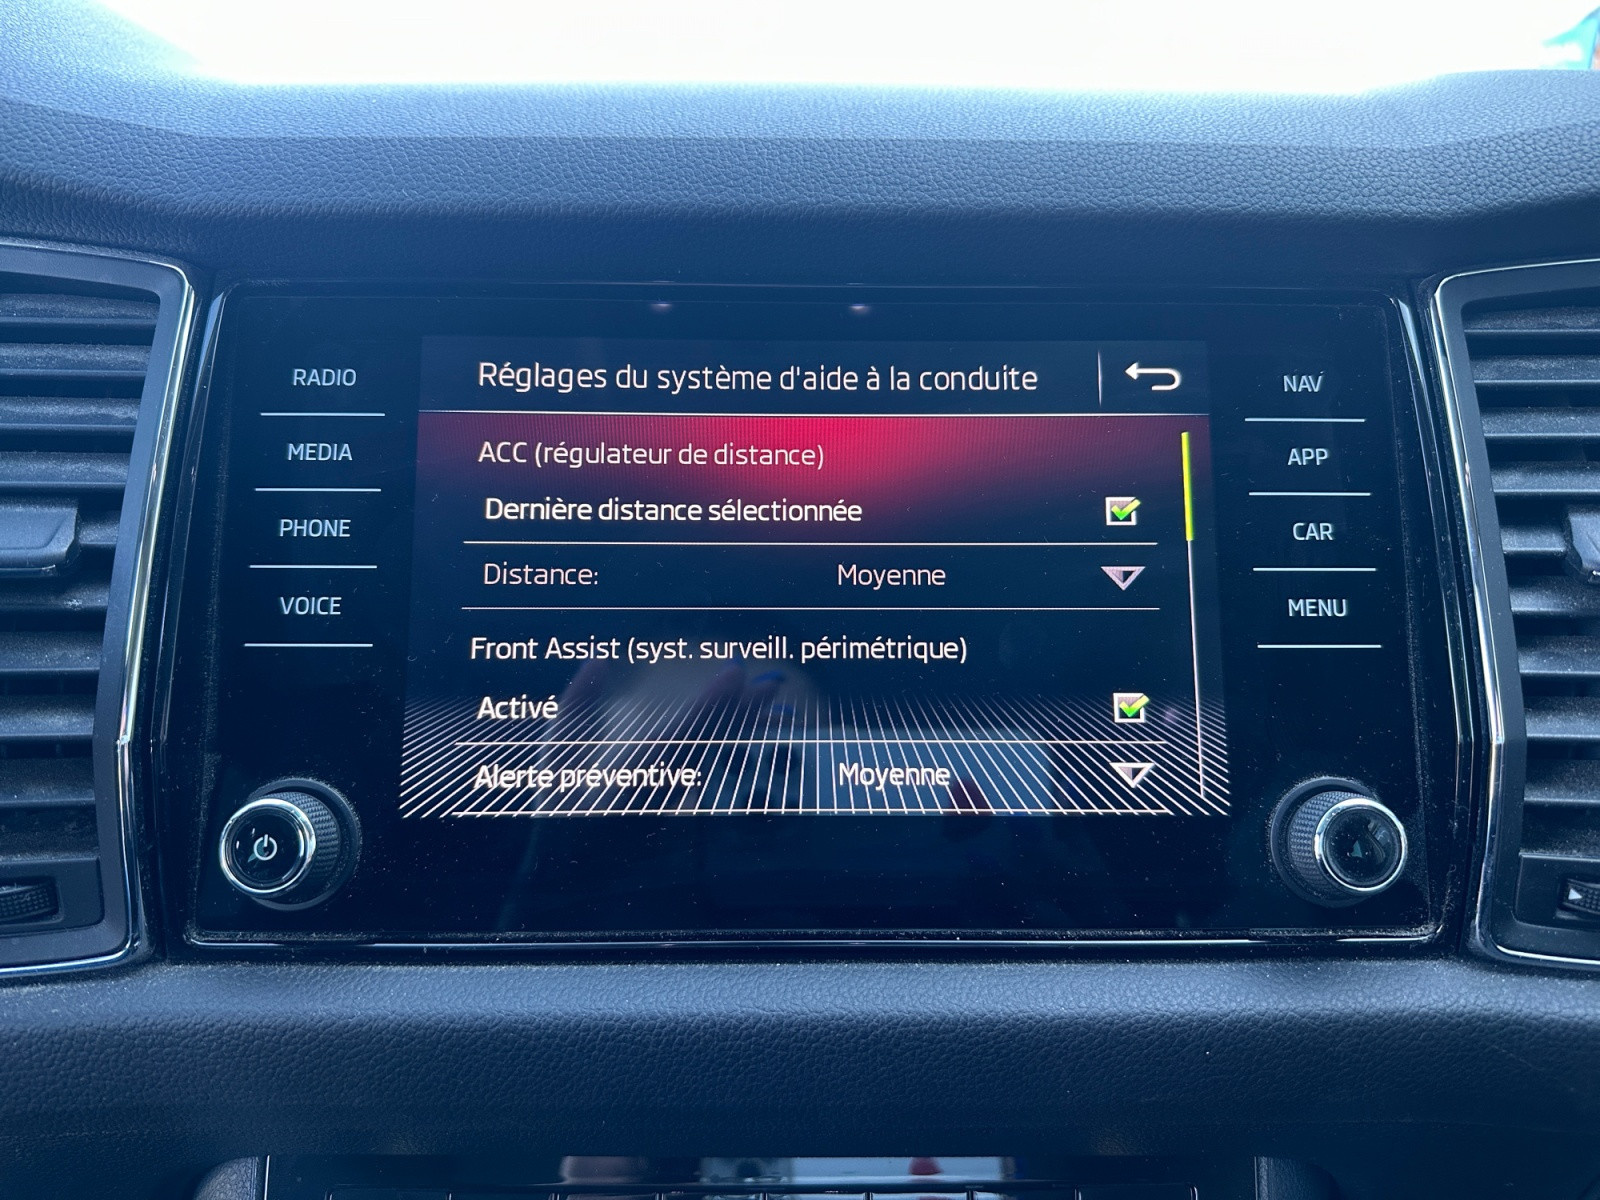 Réglages du système d'aide à la conduite
RADIO
MEDIA
PHONE
VOICE
ACC (régulateur de distance)
Dernière distance sélectionnée
Distance: Moyenne
Front Assist (syst. surveill. périmétrique)
Activé
Alerte préventive: Moyenne
NAV
APP
CAR
MENU